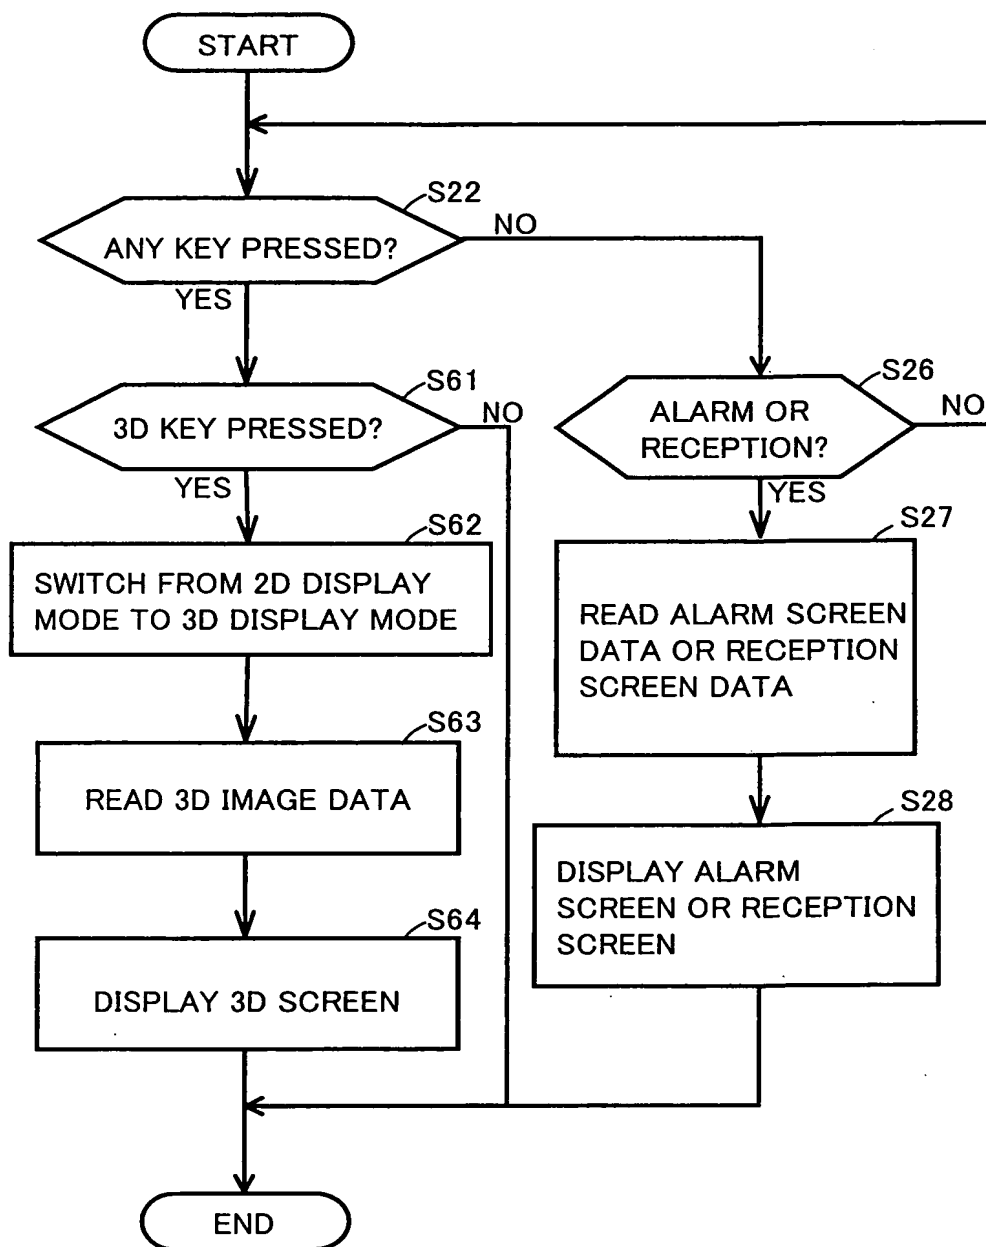 START
S22
ANY KEY PRESSED?
NO
YES
S61
3D KEY PRESSED?
NO
YES
S26
ALARM OR
RECEPTION?
NO
YES
S62
SWITCH FROM 2D DISPLAY
MODE TO 3D DISPLAY MODE
S27
READ ALARM SCREEN
DATA OR RECEPTION
SCREEN DATA
S63
READ 3D IMAGE DATA
S28
DISPLAY ALARM
SCREEN OR RECEPTION
SCREEN
S64
DISPLAY 3D SCREEN
END